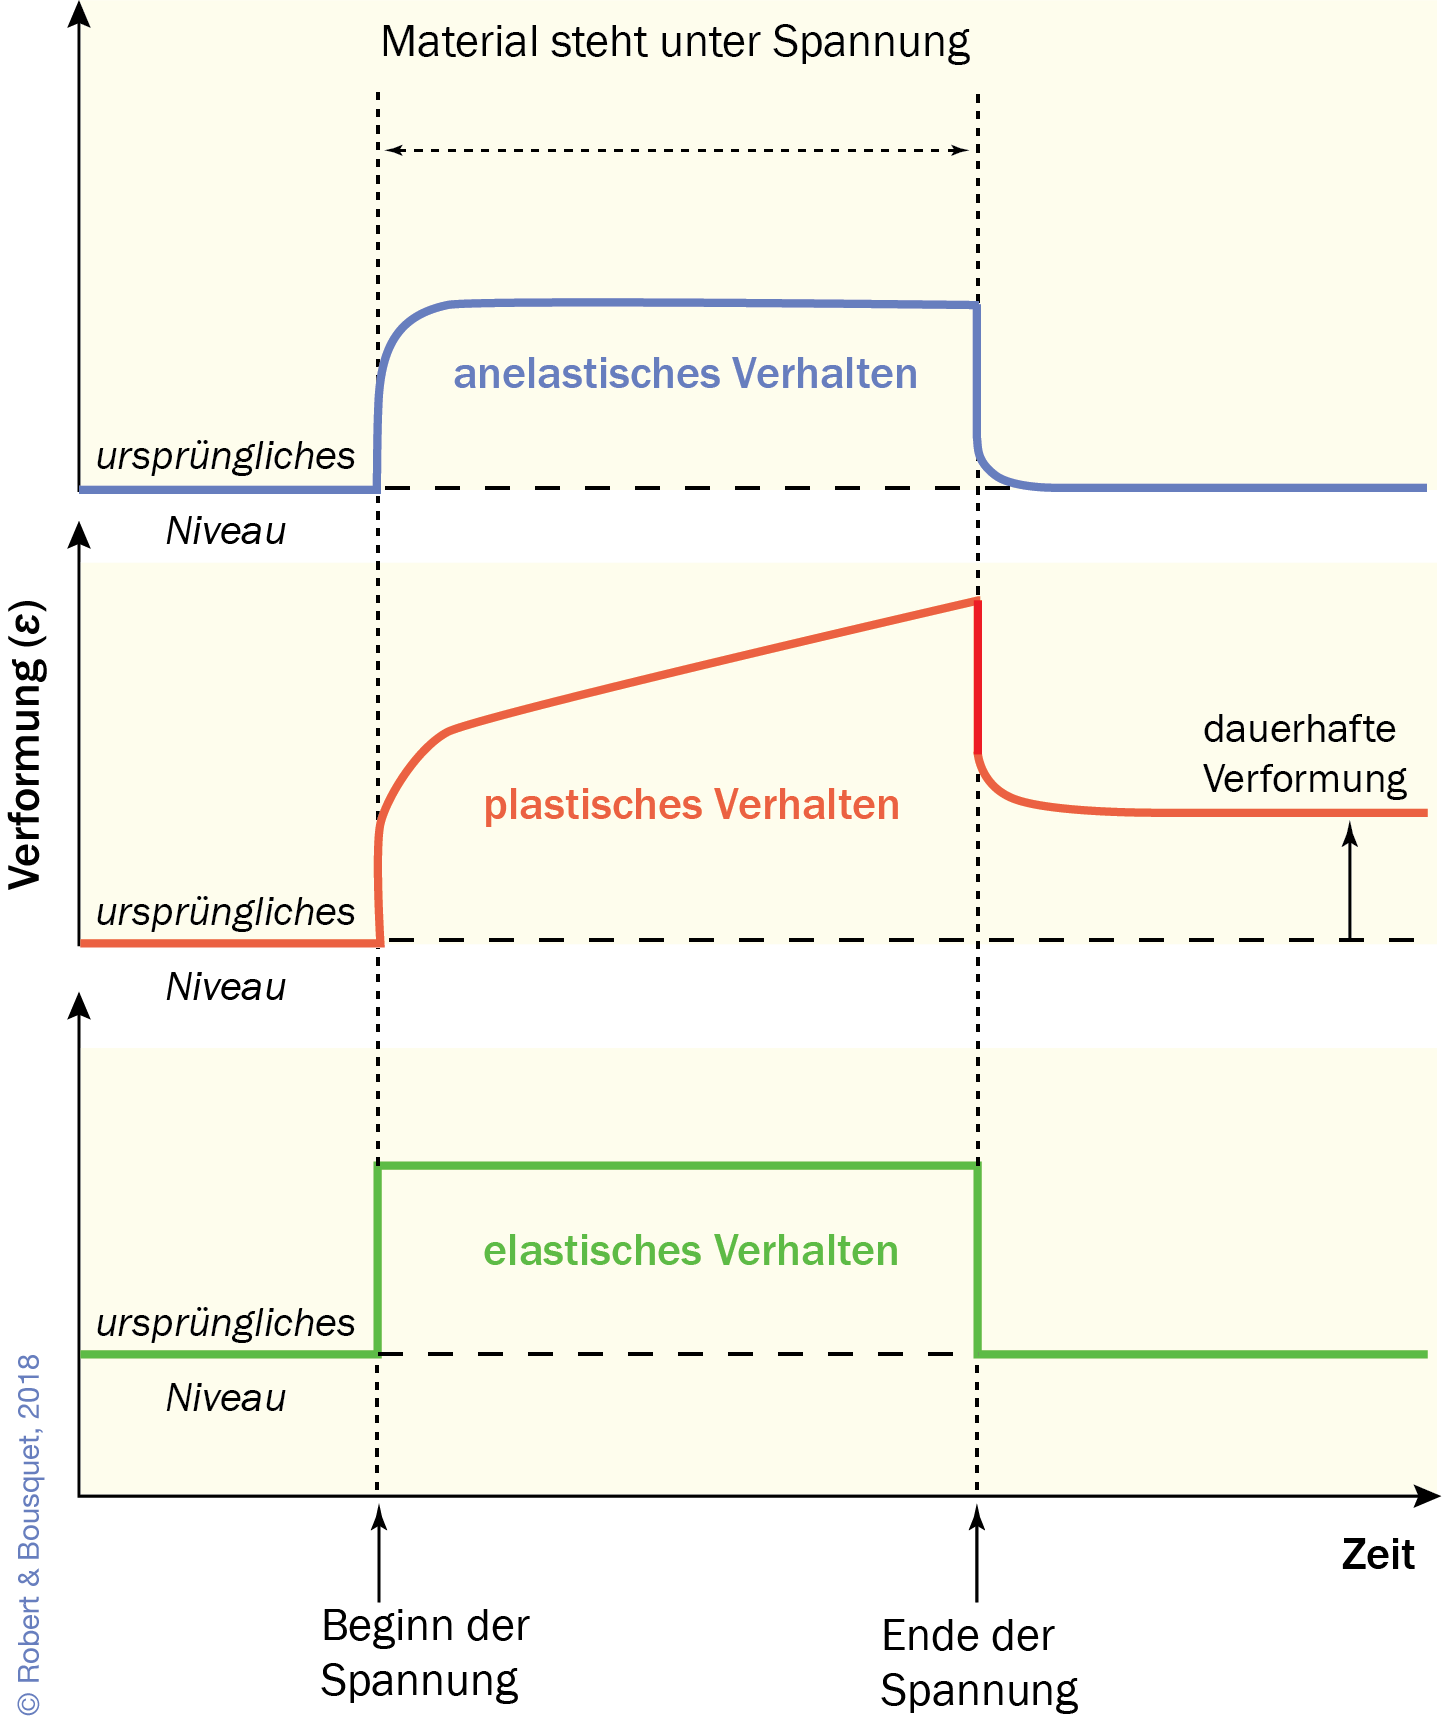 Material steht unter Spannung
anelastisches Verhalten
ursprüngliches
Niveau
Verformung (ε)
dauerhafte
Verformung
plastisches Verhalten
ursprüngliches
Niveau
elastisches Verhalten
ursprüngliches
Niveau
Zeit
Beginn der
Spannung
Ende der
Spannung
© Robert & Bousquet, 2018